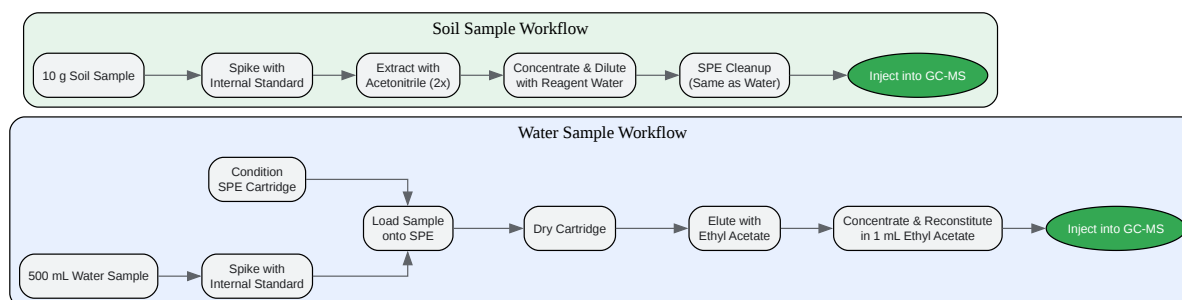 Soil Sample Workflow
10 g Soil Sample
Spike with
Internal Standard
Extract with
Acetonitrile (2x)
Concentrate & Dilute
with Reagent Water
SPE Cleanup
(Same as Water)
Inject into GC-MS
Water Sample Workflow
Condition
SPE Cartridge
500 mL Water Sample
Spike with
Internal Standard
Load Sample
onto SPE
Dry Cartridge
Elute with
Ethyl Acetate
Concentrate & Reconstitute
in 1 mL Ethyl Acetate
Inject into GC-MS